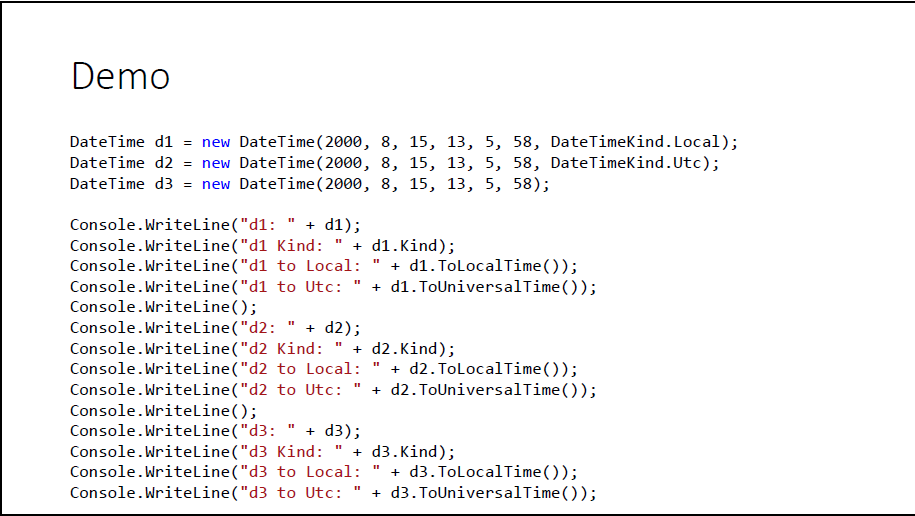 Demo
DateTime d1 = new DateTime(2000, 8, 15, 13, 5, 58, DateTimeKind.Local);
DateTime d2 = new DateTime(2000, 8, 15, 13, 5, 58, DateTimeKind.Utc);
DateTime d3 = new DateTime(2000, 8, 15, 13, 5, 58);
Console.WriteLine("d1: " + d1);
Console.WriteLine("d1 Kind: " + d1.Kind);
Console.WriteLine("d1 to Local: " + d1.ToLocalTime());
Console.WriteLine("d1 to Utc: " + d1.ToUniversalTime());
Console.WriteLine();
Console.WriteLine("d2: " + d2);
Console.WriteLine("d2 Kind: " + d2.Kind);
Console.WriteLine("d2 to Local: " + d2.ToLocalTime());
Console.WriteLine("d2 to Utc: " + d2.ToUniversalTime());
Console.WriteLine();
Console.WriteLine("d3: " + d3);
Console.WriteLine("d3 Kind: " + d3.Kind);
Console.WriteLine("d3 to Local: " + d3.ToLocalTime());
Console.WriteLine("d3 to Utc: " + d3.ToUniversalTime());